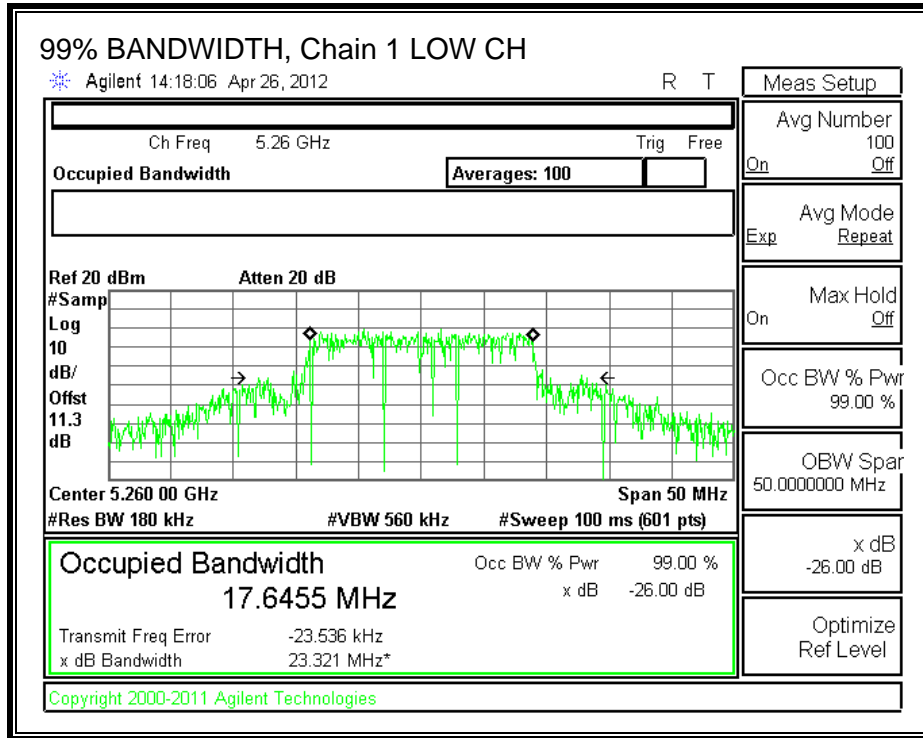 99% BANDWIDTH, Chain 1 LOW CH
Agilent 14:18:06 Apr 26, 2012 R T
Ch Freq 5.26 GHz Trig Free
Occupied Bandwidth Averages: 100
Ref 20 dBm Atten 20 dB
#Samp
Log
10
dB/
Offst
11.3
dB
Center 5.260 00 GHz Span 50 MHz
#Res BW 180 kHz #VBW 560 kHz #Sweep 100 ms (601 pts)
Occupied Bandwidth Occ BW % Pwr 99.00 %
17.6455 MHz x dB -26.00 dB
Transmit Freq Error -23.536 kHz
x dB Bandwidth 23.321 MHz*
Copyright 2000-2011 Agilent Technologies
Meas Setup
Avg Number
100
On Off
Avg Mode
Exp Repeat
Max Hold
On Off
Occ BW % Pwr
99.00 %
OBW Span
50.0000000 MHz
x dB
-26.00 dB
Optimize
Ref Level